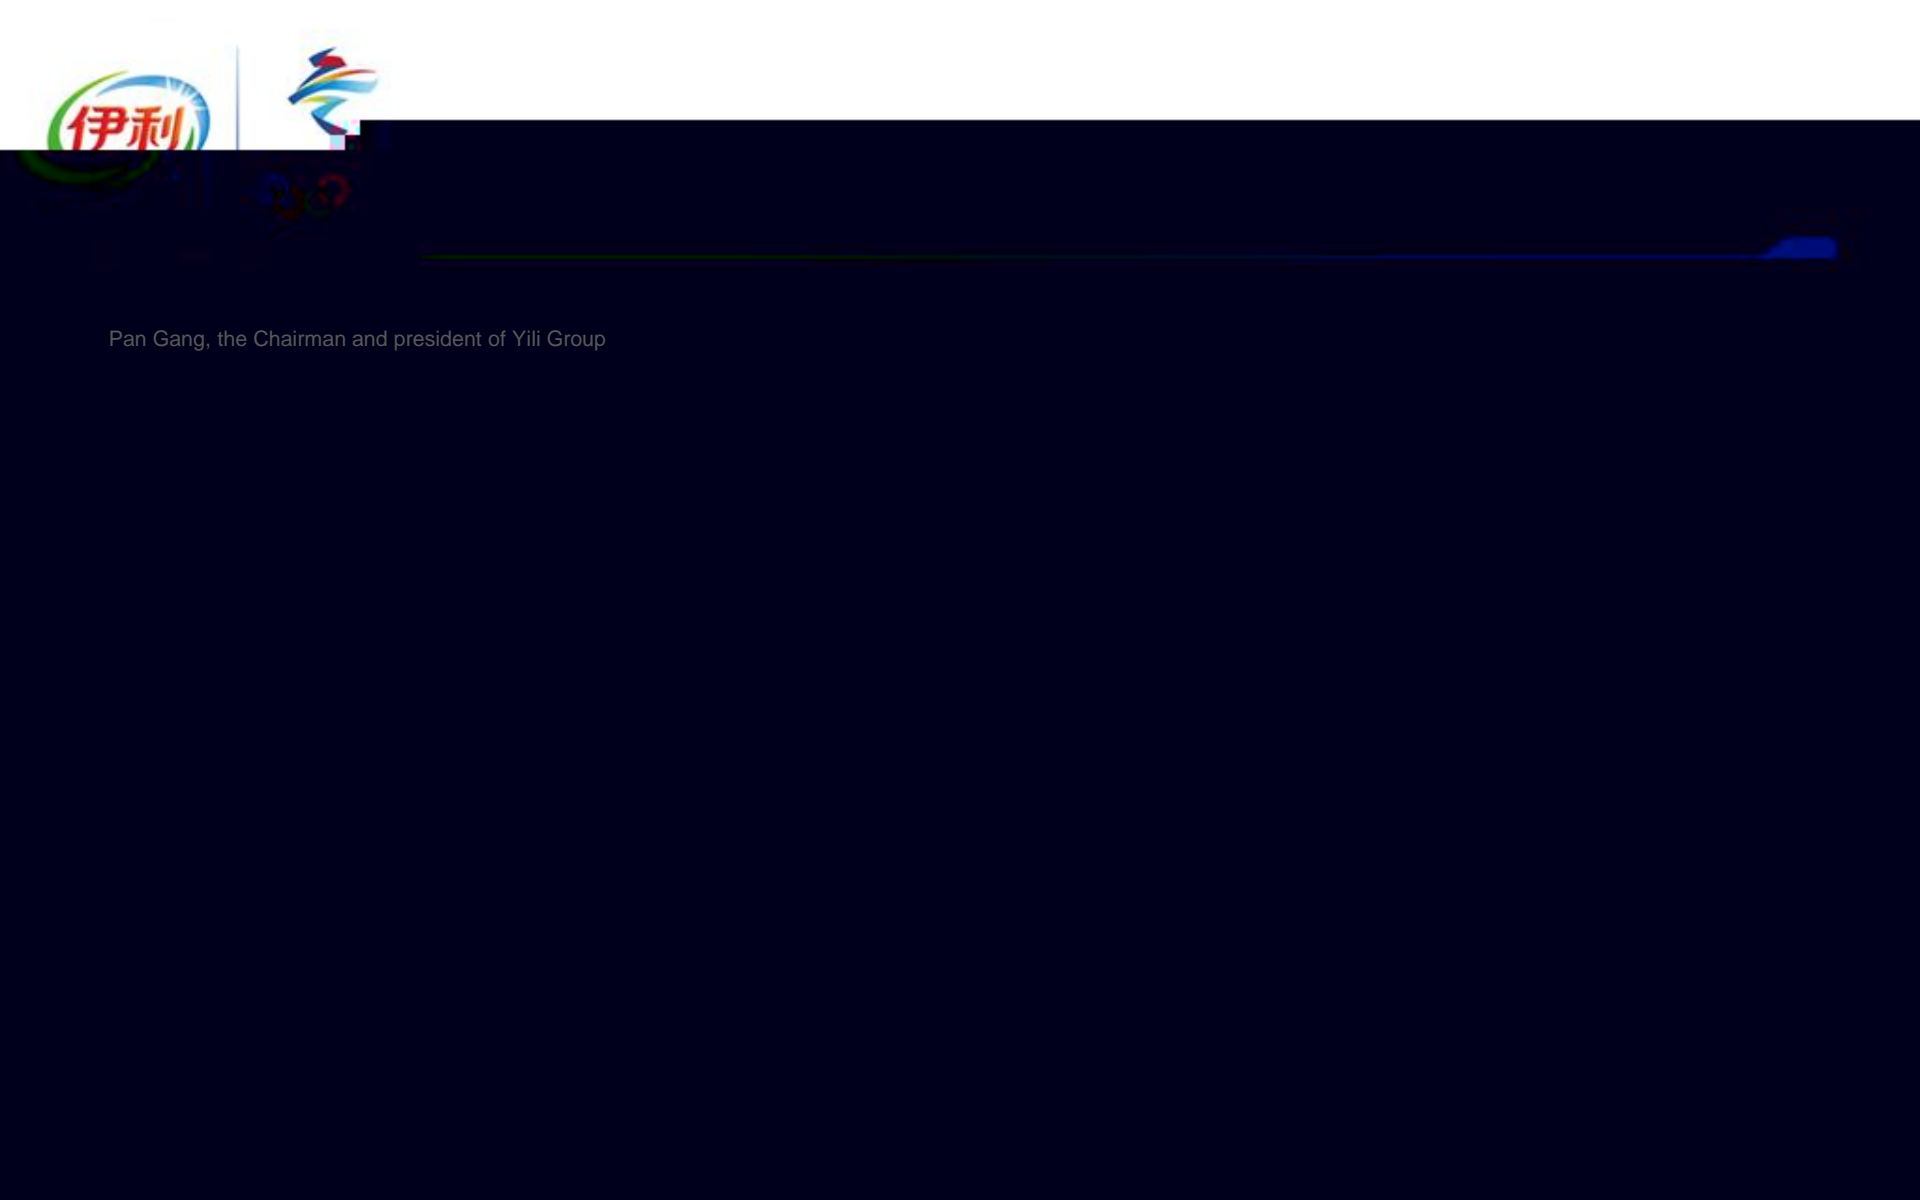 伊利
Pan Gang, the Chairman and president of Yili Group